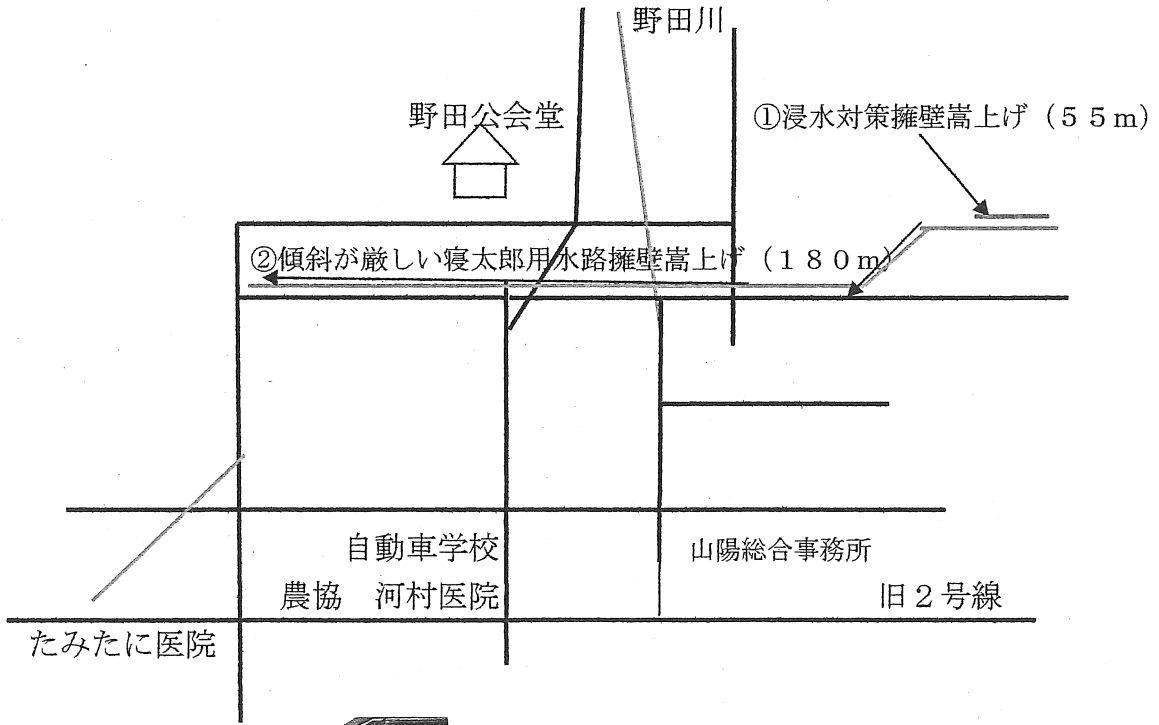 野田川
野田公会堂
①浸水対策擁壁嵩上げ（５５ｍ）
②傾斜が厳しい寝太郎用水路擁壁嵩上げ（１８０ｍ）
自動車学校
山陽総合事務所
農協　河村医院
旧２号線
たみたに医院